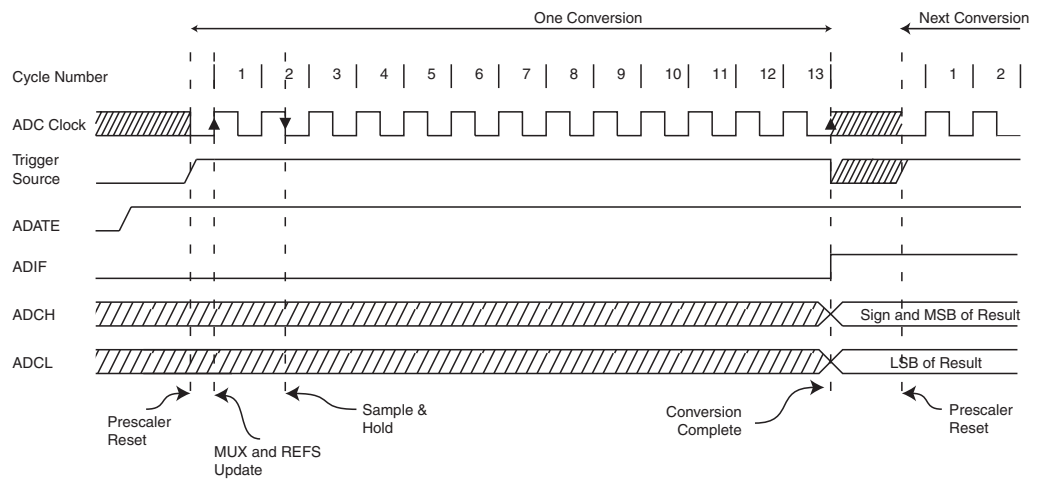 One Conversion
Next Conversion
Cycle Number
1 2 3 4 5 6 7 8 9 10 11 12 13 1 2
ADC Clock
Trigger
Source
ADATE
ADIF
ADCH
Sign and MSB of Result
ADCL
LSB of Result
Prescaler
Reset
MUX and REFS
Update
Sample &
Hold
Conversion
Complete
Prescaler
Reset